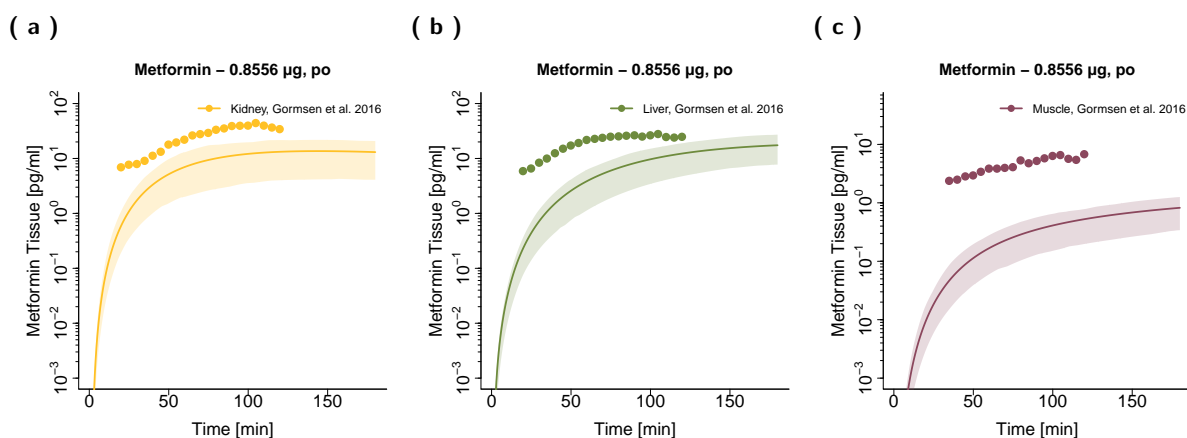 ( a )
Metformin − 0.8556 µg, po
Metformin Tissue [pg/ml]
10^2
10^1
10^0
10^-1
10^-2
10^-3
Kidney, Gormsen et al. 2016
0 50 100 150
Time [min]
( b )
Metformin − 0.8556 µg, po
Metformin Tissue [pg/ml]
10^2
10^1
10^0
10^-1
10^-2
10^-3
Liver, Gormsen et al. 2016
0 50 100 150
Time [min]
( c )
Metformin − 0.8556 µg, po
Metformin Tissue [pg/ml]
10^2
10^1
10^0
10^-1
10^-2
10^-3
Muscle, Gormsen et al. 2016
0 50 100 150
Time [min]